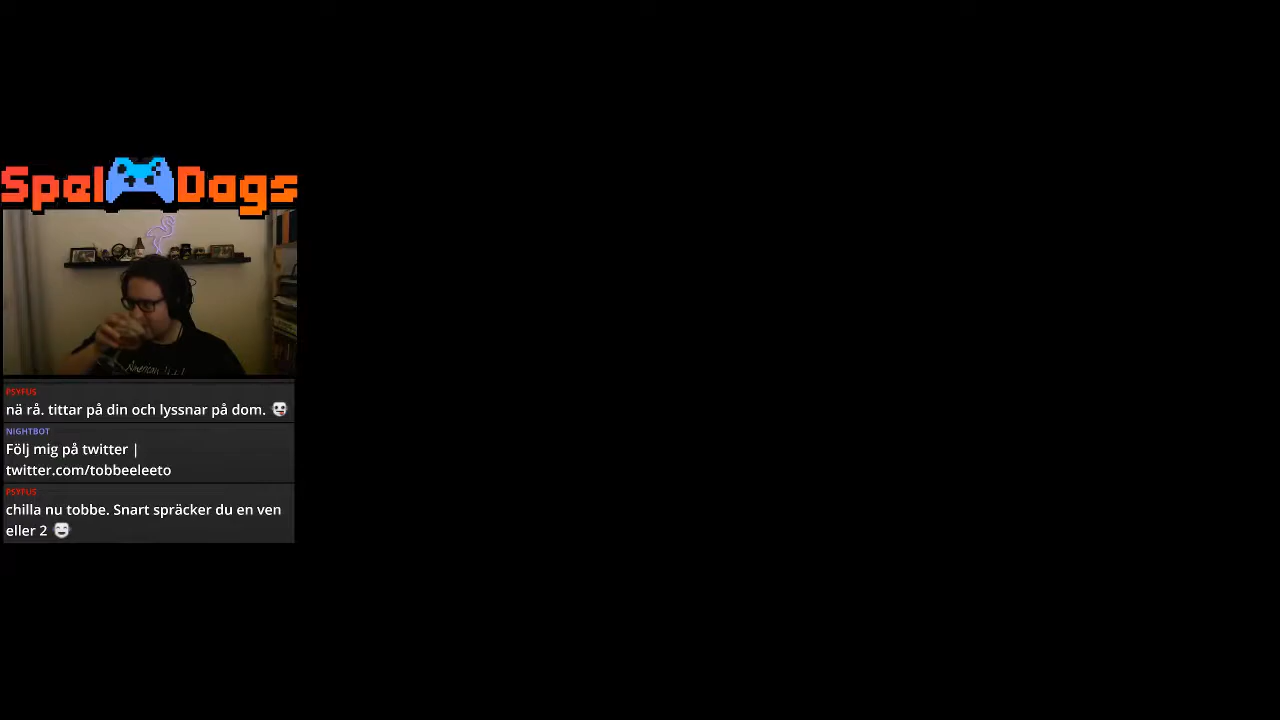 Spel Dags
PSYFUS
nä rå. tittar på din och lyssnar på dom.
NIGHTBOT
Följ mig på twitter |
twitter.com/tobbeeleeto
PSYFUS
chilla nu tobbe. Snart spräcker du en ven
eller 2